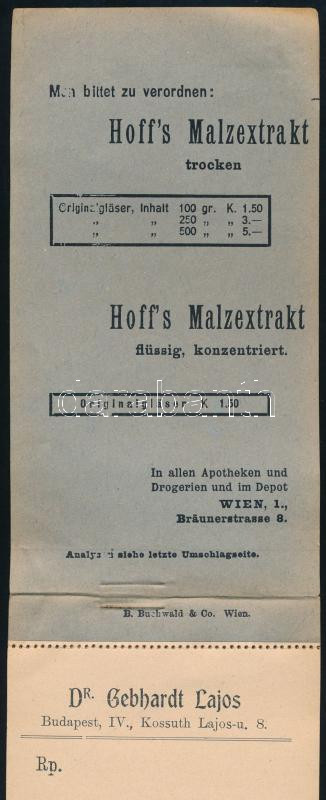 Man bittet zu verordnen:
Hoff's Malzextrakt
trocken
Originalgläser, Inhalt 100 gr. K. 1.50
„ „ 250 „ „ 3.—
„ „ 500 „ „ 5.—
Hoff's Malzextrakt
flüssig, konzentriert.
darabanth
Originalgläser K 1.50
In allen Apotheken und
Drogerien und im Depot
WIEN, 1.,
Bräunerstrasse 8.
Analyse siehe letzte Umschlagseite.
B. Buchwald & Co. Wien.
DR. Gebhardt Lajos
Budapest, IV., Kossuth Lajos-u. 8.
Rp.